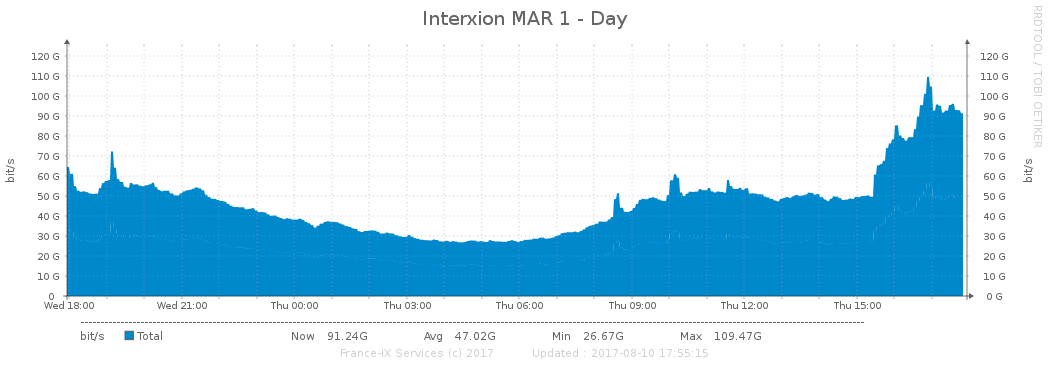 Interxion MAR 1 - Day
RRDTOOL / TOBI OETIKER
bit/s
bit/s
120 G 120 G
110 G 110 G
100 G 100 G
90 G 90 G
80 G 80 G
70 G 70 G
60 G 60 G
50 G 50 G
40 G 40 G
30 G 30 G
20 G 20 G
10 G 10 G
0 0 G
Wed 18:00 Wed 21:00 Thu 00:00 Thu 03:00 Thu 06:00 Thu 09:00 Thu 12:00 Thu 15:00
bit/s Total Now 91.24G Avg 47.02G Min 26.67G Max 109.47G
France-IX Services (c) 2017 Updated : 2017-08-10 17:55:15